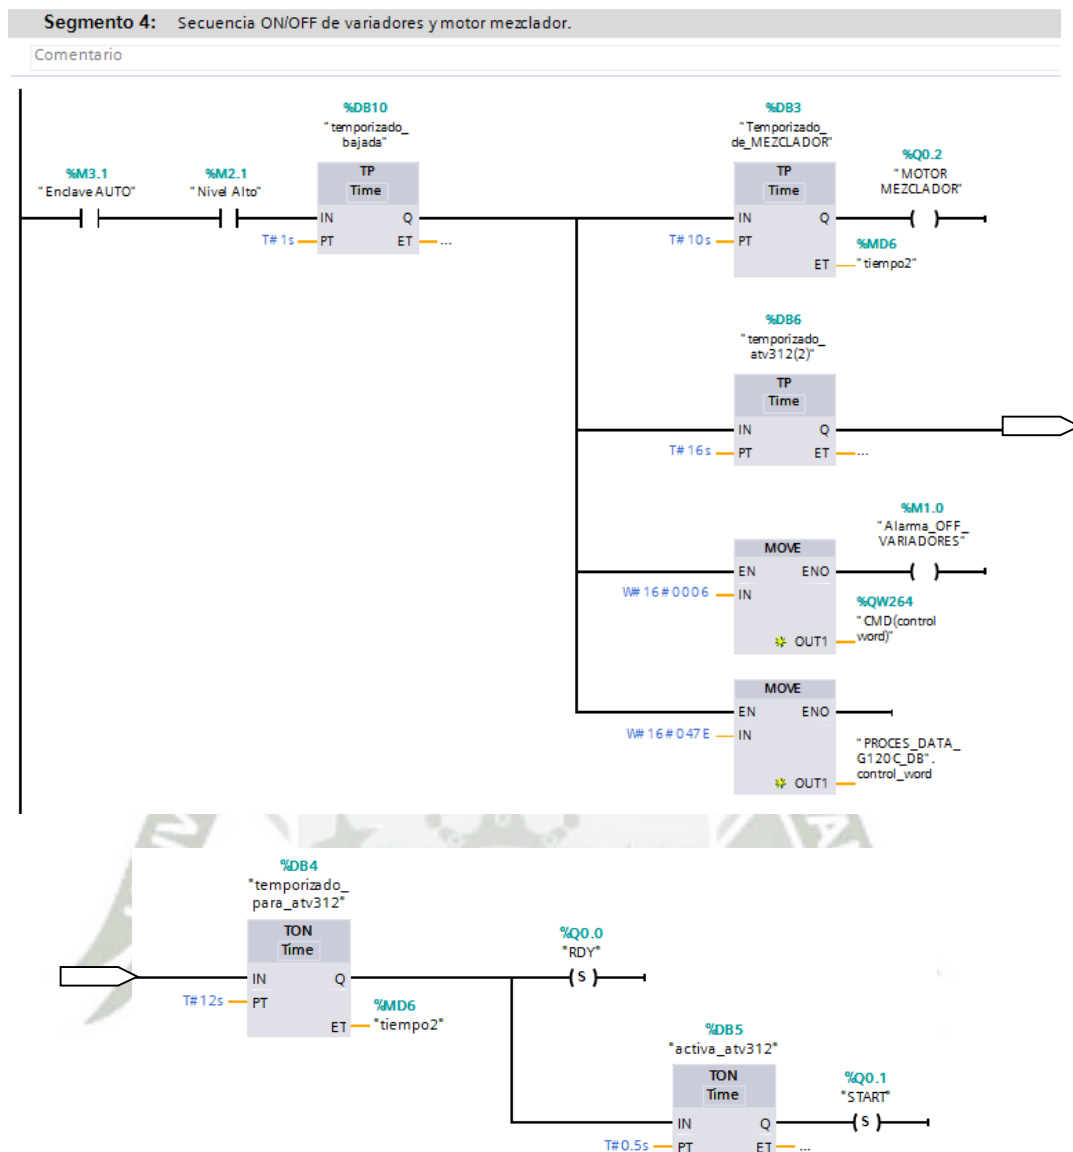 Segmento 4: Secuencia ON/OFF de variadores y motor mezclador.
Comentario
%M3.1
"Enclave AUTO"
%M2.1
"Nivel Alto"
%DB10
"temporizado_
bajada"
TP
Time
IN Q
T#1s PT ET ...
%DB3
"Temporizado_
de_MEZCLADOR"
TP
Time
IN Q
T#10s PT
ET
%Q0.2
"MOTOR
MEZCLADOR"
( )
%MD6
"tiempo2"
%DB6
"temporizado_
atv312(2)"
TP
Time
IN Q
T#16s PT ET ...
MOVE
EN ENO
W#16#0006 IN
OUT1
%M1.0
"Alarma_OFF_
VARIADORES"
( )
%QW264
"CMD(control
word)"
MOVE
EN ENO
W#16#047E IN
OUT1
"PROCES_DATA_
G120C_DB".
control_word
%DB4
"temporizado_
para_atv312"
TON
Time
IN Q
T#12s PT
ET
%MD6
"tiempo2"
%Q0.0
"RDY"
(S)
%DB5
"activa_atv312"
TON
Time
IN Q
T#0.5s PT ET ...
%Q0.1
"START"
(S)